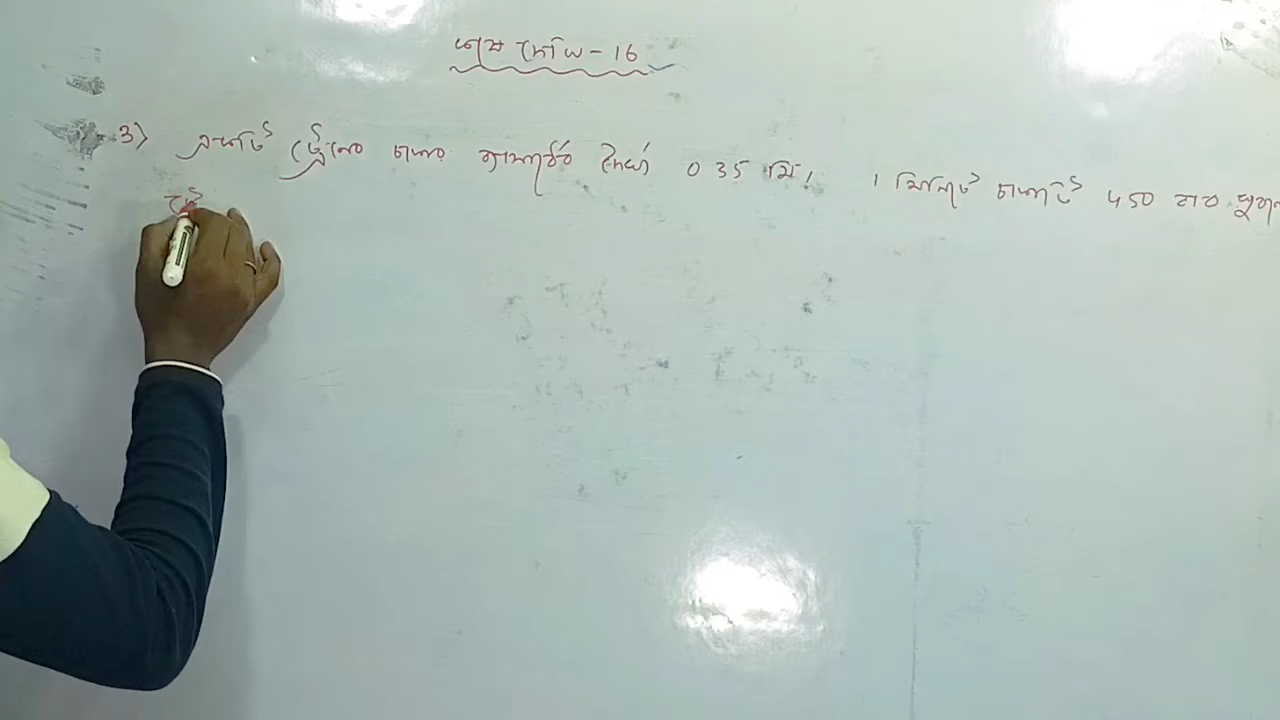 কষে দেখি - 16
3) একটি ট্রেনের চাকার ব্যাসার্ধের দৈর্ঘ্য 0 35 মি, 1 মিনিটে চাকাটি 450 বার